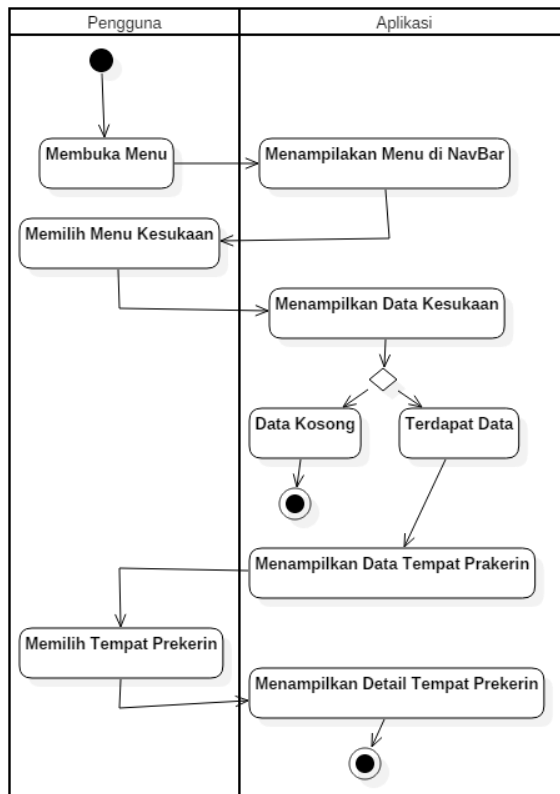 Pengguna
Aplikasi
Membuka Menu
Menampilakan Menu di NavBar
Memilih Menu Kesukaan
Menampilkan Data Kesukaan
Data Kosong
Terdapat Data
Menampilkan Data Tempat Prakerin
Memilih Tempat Prekerin
Menampilkan Detail Tempat Prekerin